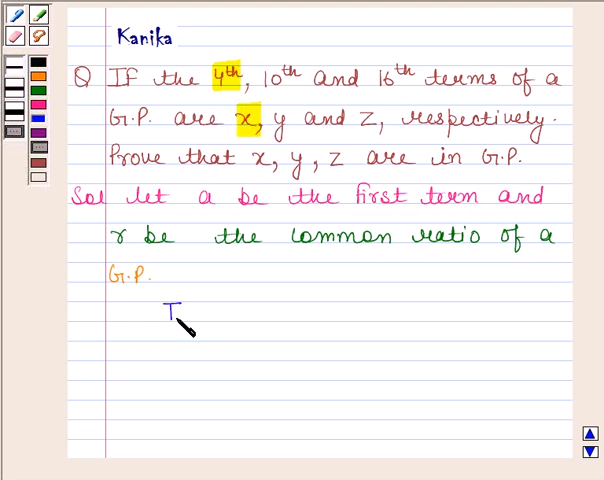 Kanika
Q If the 4th, 10th and 16th terms of a
G.P. are x, y and z, respectively.
Prove that x, y, z are in G.P.
Sol let a be the first term and
r be the common ratio of a
G.P.
T